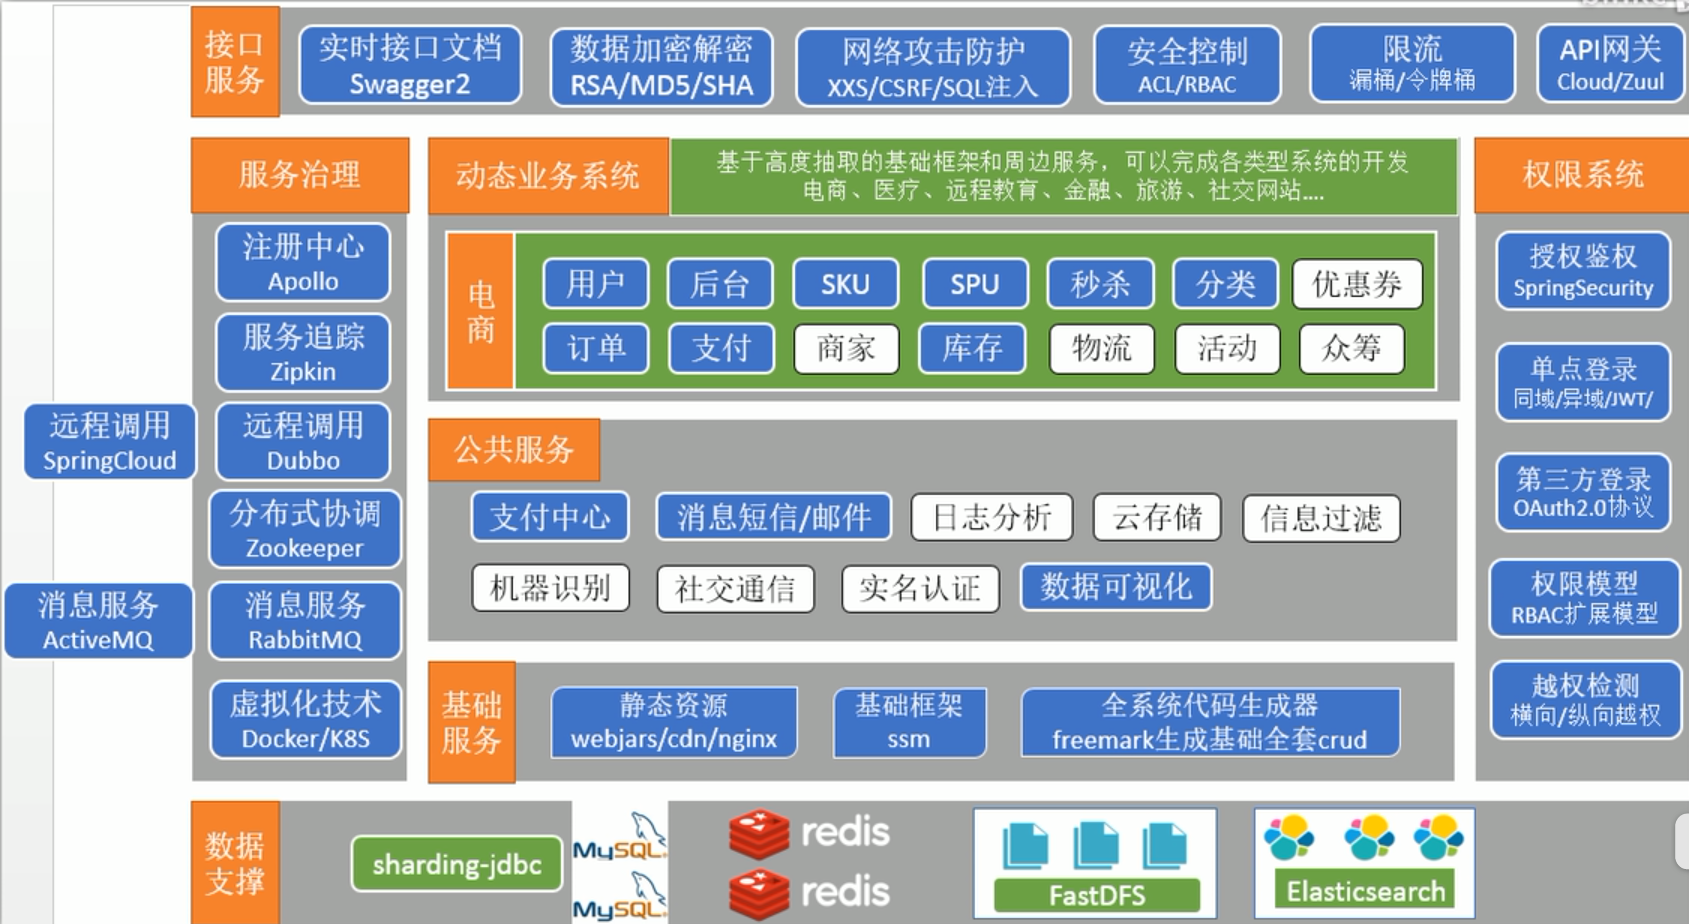 接口
服务
实时接口文档
Swagger2
数据加密解密
RSA/MD5/SHA
网络攻击防护
XXS/CSRF/SQL注入
安全控制
ACL/RBAC
限流
漏桶/令牌桶
API网关
Cloud/Zuul
服务治理
注册中心
Apollo
服务追踪
Zipkin
远程调用
SpringCloud
远程调用
Dubbo
分布式协调
Zookeeper
消息服务
ActiveMQ
消息服务
RabbitMQ
虚拟化技术
Docker/K8S
动态业务系统
基于高度抽取的基础框架和周边服务，可以完成各类型系统的开发
电商、医疗、远程教育、金融、旅游、社交网站....
电
商
用户
后台
SKU
SPU
秒杀
分类
优惠券
订单
支付
商家
库存
物流
活动
众筹
公共服务
支付中心
消息短信/邮件
日志分析
云存储
信息过滤
机器识别
社交通信
实名认证
数据可视化
基础
服务
静态资源
webjars/cdn/nginx
基础框架
ssm
全系统代码生成器
freemark生成基础全套crud
权限系统
授权鉴权
SpringSecurity
单点登录
同域/异域/JWT/
第三方登录
OAuth2.0协议
权限模型
RBAC扩展模型
越权检测
横向/纵向越权
数据
支撑
sharding-jdbc
MySQL
MySQL
redis
redis
FastDFS
Elasticsearch